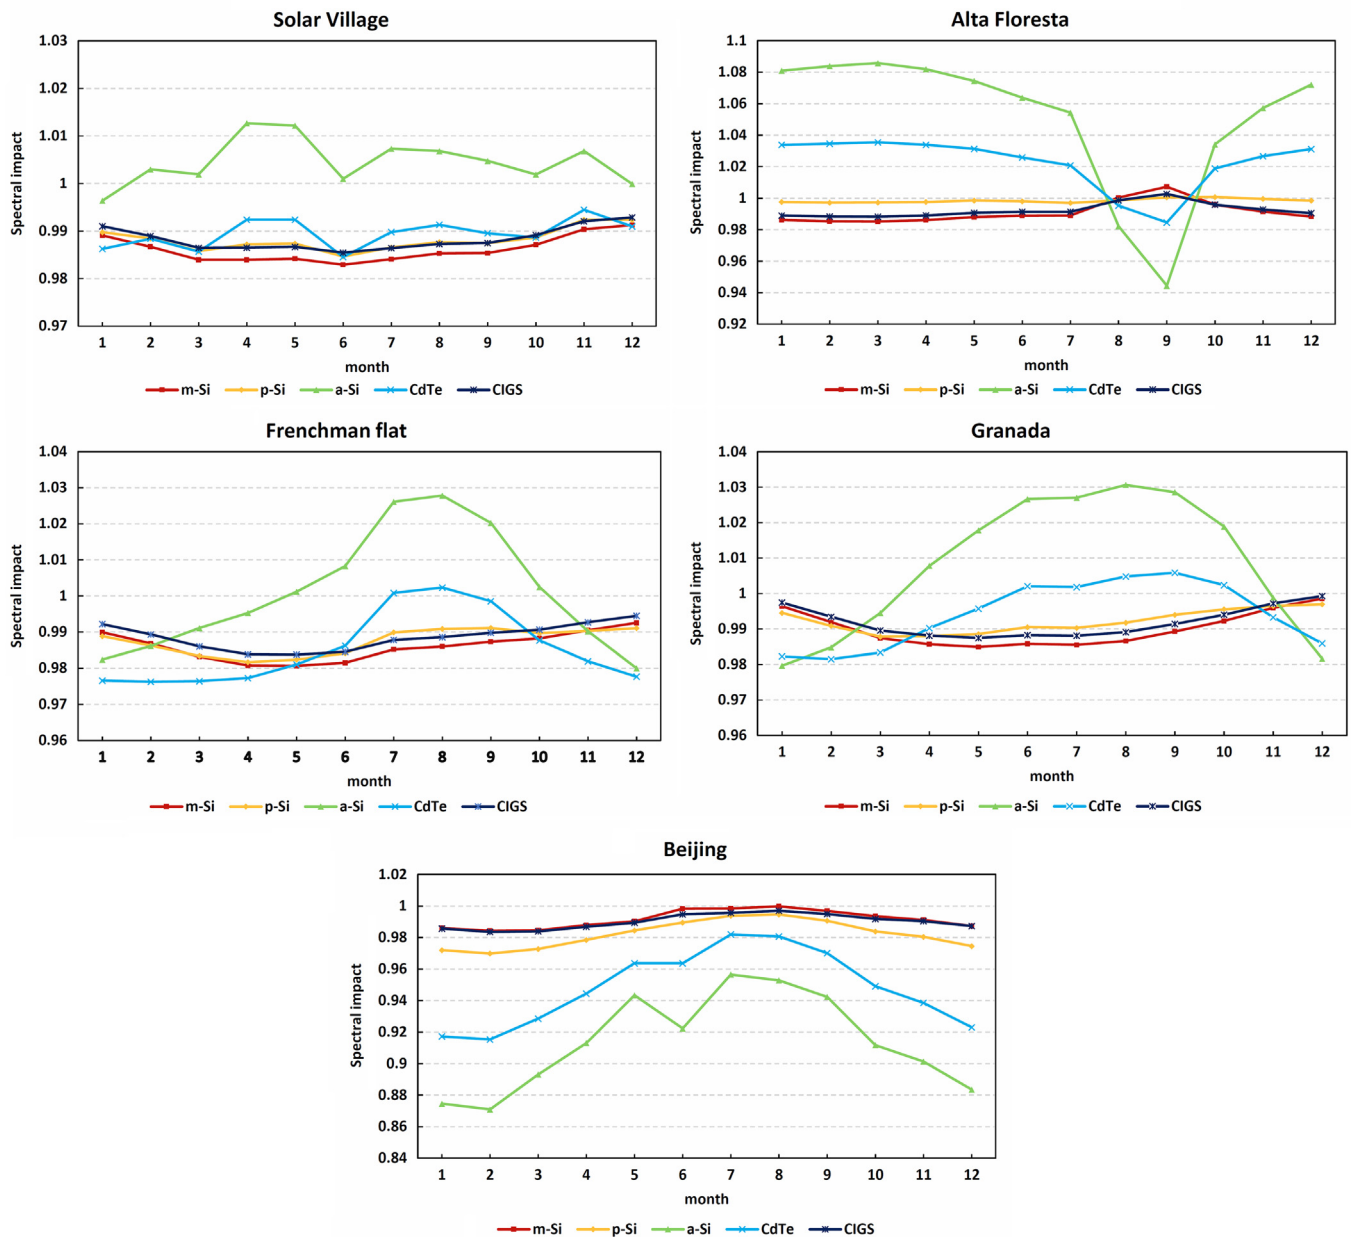 Solar Village
1.03
1.02
1.01
1
0.99
0.98
0.97
Spectral impact
1 2 3 4 5 6 7 8 9 10 11 12
month
m-Si p-Si a-Si CdTe CIGS
Alta Floresta
1.1
1.08
1.06
1.04
1.02
1
0.98
0.96
0.94
0.92
Spectral impact
1 2 3 4 5 6 7 8 9 10 11 12
month
m-Si p-Si a-Si CdTe CIGS
Frenchman flat
1.04
1.03
1.02
1.01
1
0.99
0.98
0.97
0.96
Spectral impact
1 2 3 4 5 6 7 8 9 10 11 12
month
m-Si p-Si a-Si CdTe CIGS
Granada
1.04
1.03
1.02
1.01
1
0.99
0.98
0.97
0.96
Spectral impact
1 2 3 4 5 6 7 8 9 10 11 12
month
m-Si p-Si a-Si CdTe CIGS
Beijing
1.02
1
0.98
0.96
0.94
0.92
0.9
0.88
0.86
0.84
Spectral impact
1 2 3 4 5 6 7 8 9 10 11 12
month
m-Si p-Si a-Si CdTe CIGS